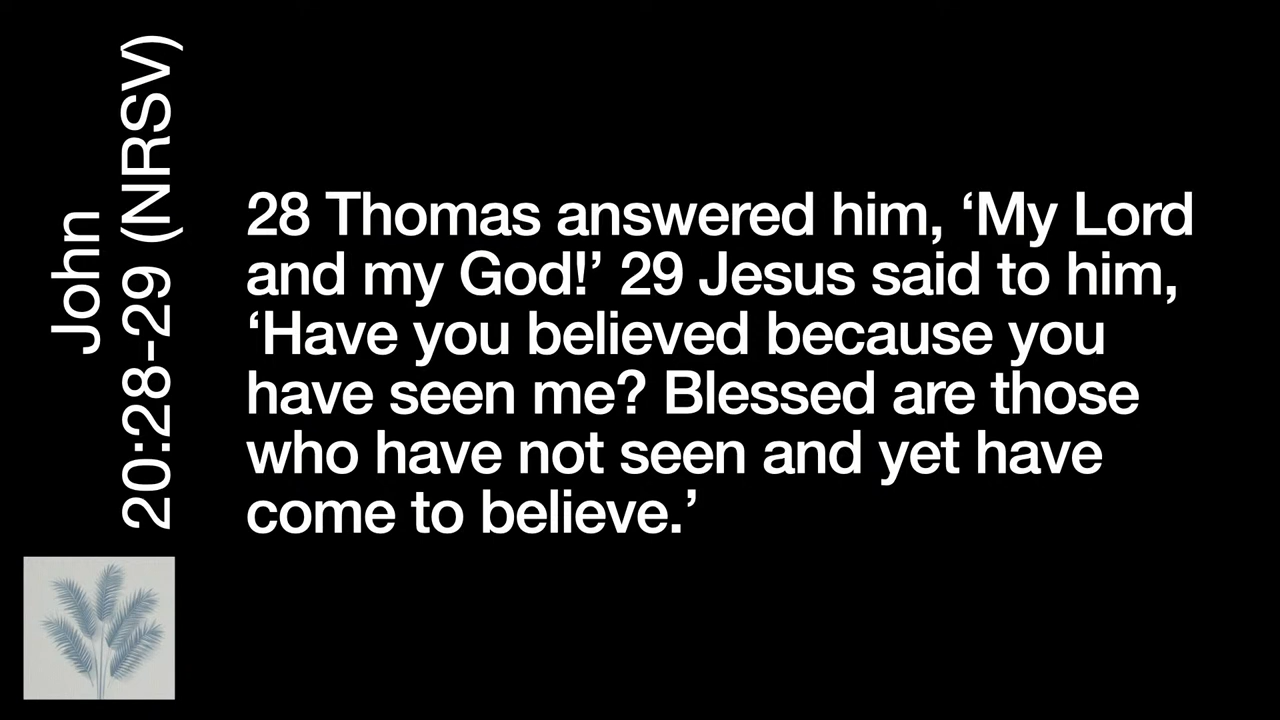 John
20:28-29 (NRSV)
28 Thomas answered him, ‘My Lord
and my God!’ 29 Jesus said to him,
‘Have you believed because you
have seen me? Blessed are those
who have not seen and yet have
come to believe.’